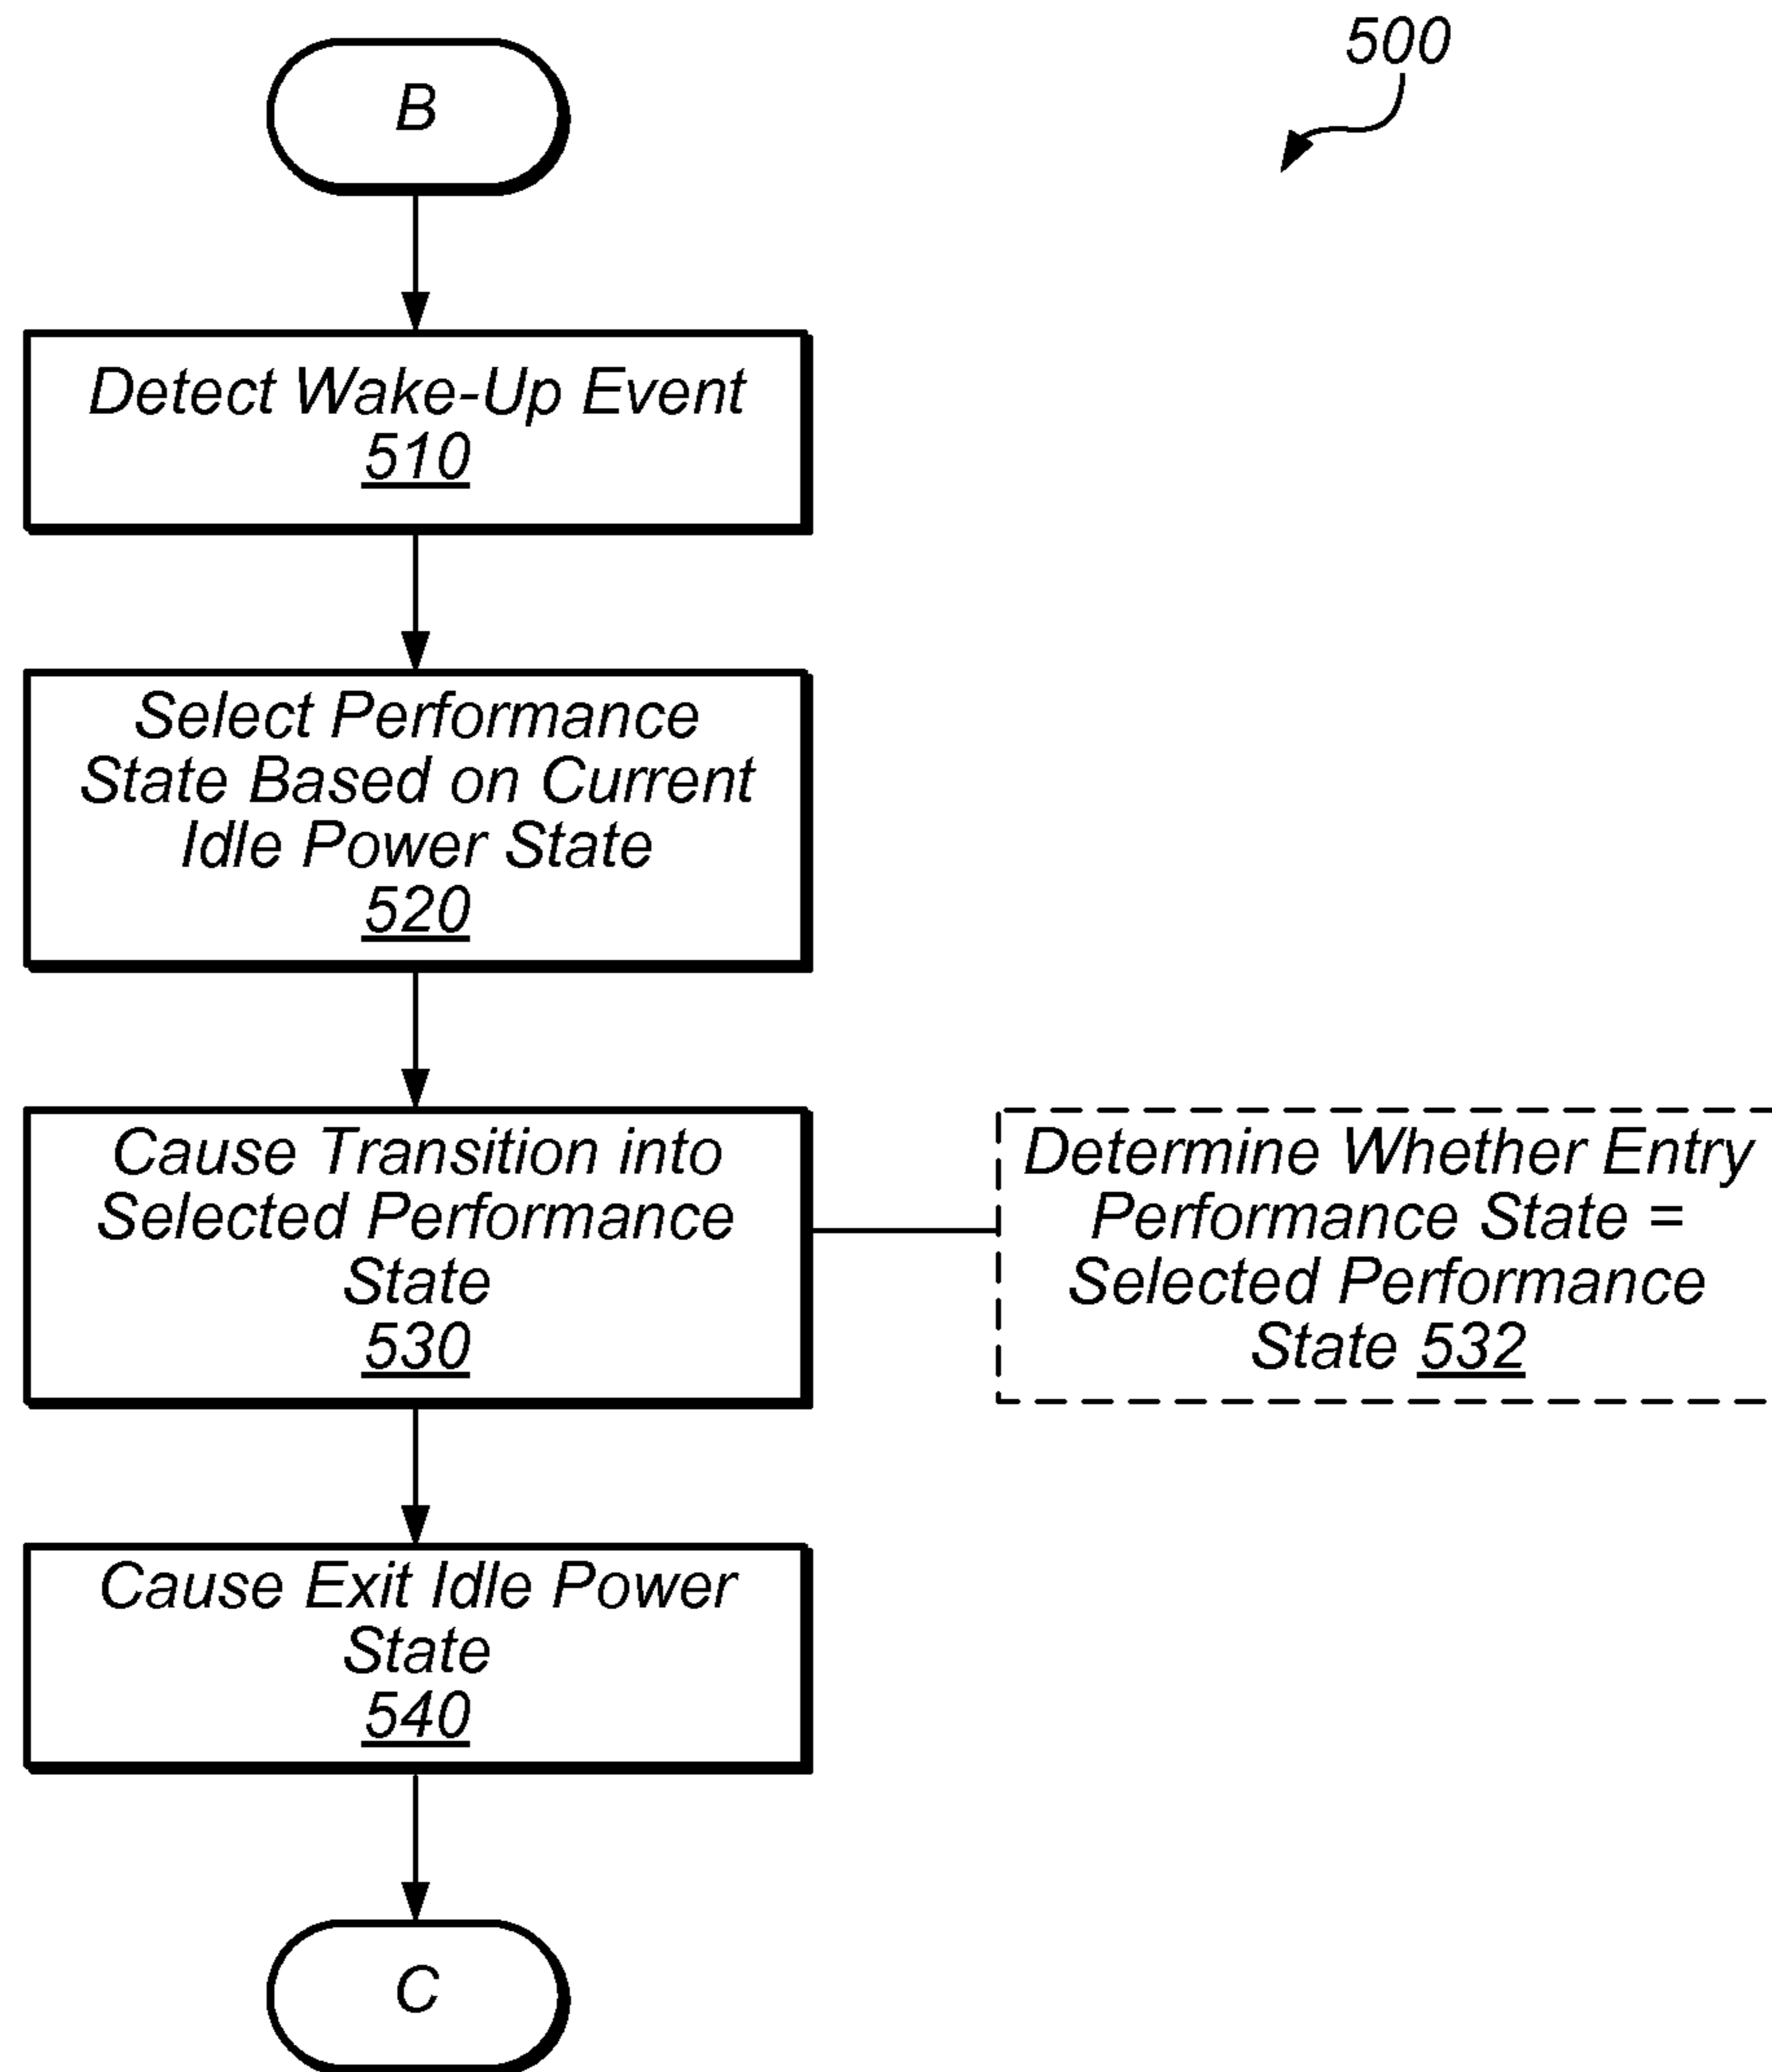 500
B
Detect Wake-Up Event
510
Select Performance
State Based on Current
Idle Power State
520
Cause Transition into
Selected Performance
State
530
Determine Whether Entry
Performance State =
Selected Performance
State 532
Cause Exit Idle Power
State
540
C